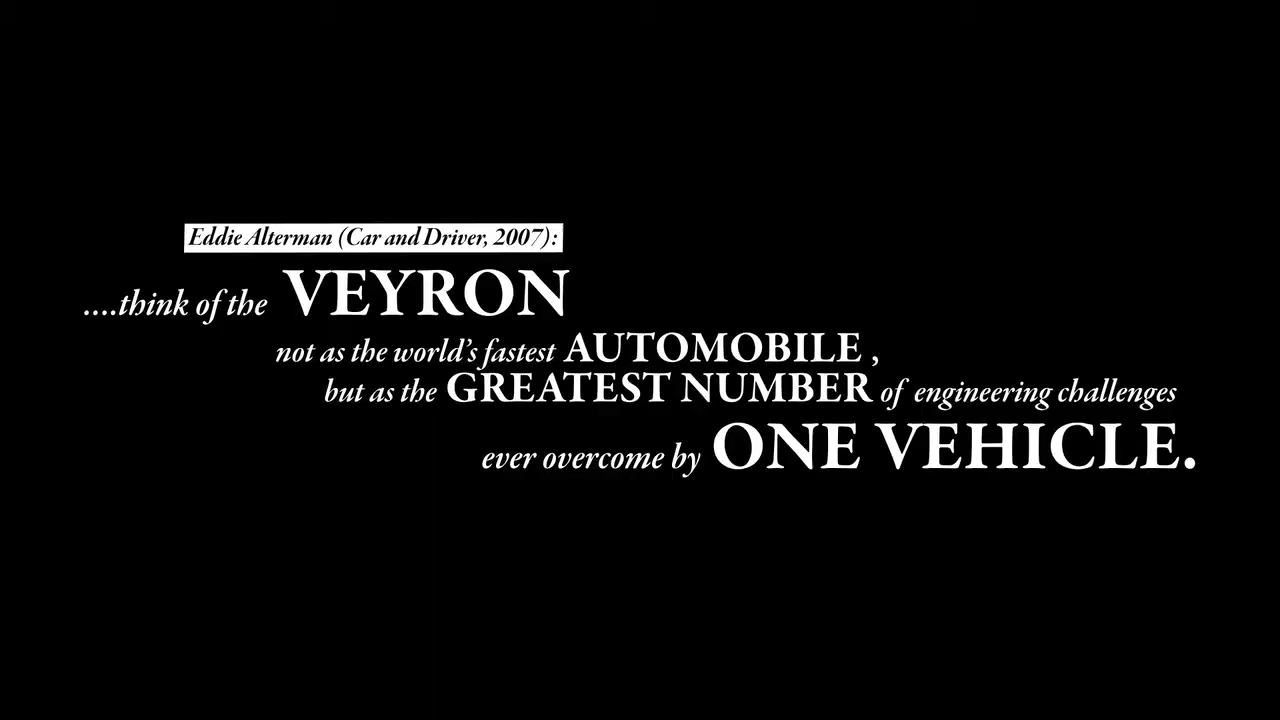 Eddie Alterman (Car and Driver, 2007):
....think of the VEYRON
not as the world's fastest AUTOMOBILE ,
but as the GREATEST NUMBER of engineering challenges
ever overcome by ONE VEHICLE.